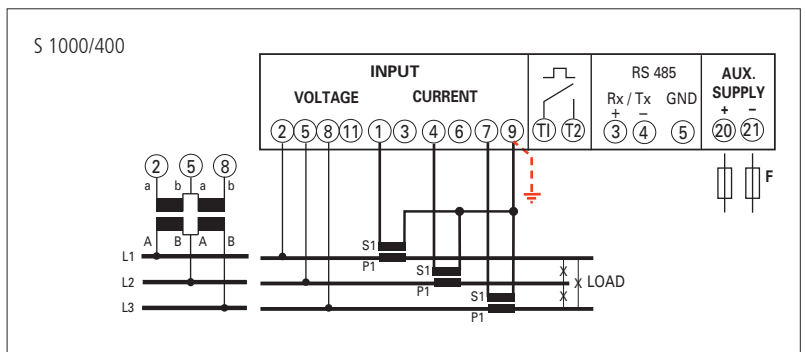 S 1000/400
INPUT
VOLTAGE CURRENT
2 5 8 11 1 3 4 6 7 9
T1 T2
RS 485
Rx / Tx GND
+ −
3 4 5
AUX.
SUPPLY
+ −
20 21
F
2 5 8
a b a b
A B A B
L1
L2
L3
S1
P1
S1
P1
S1
P1
X
X X LOAD
X